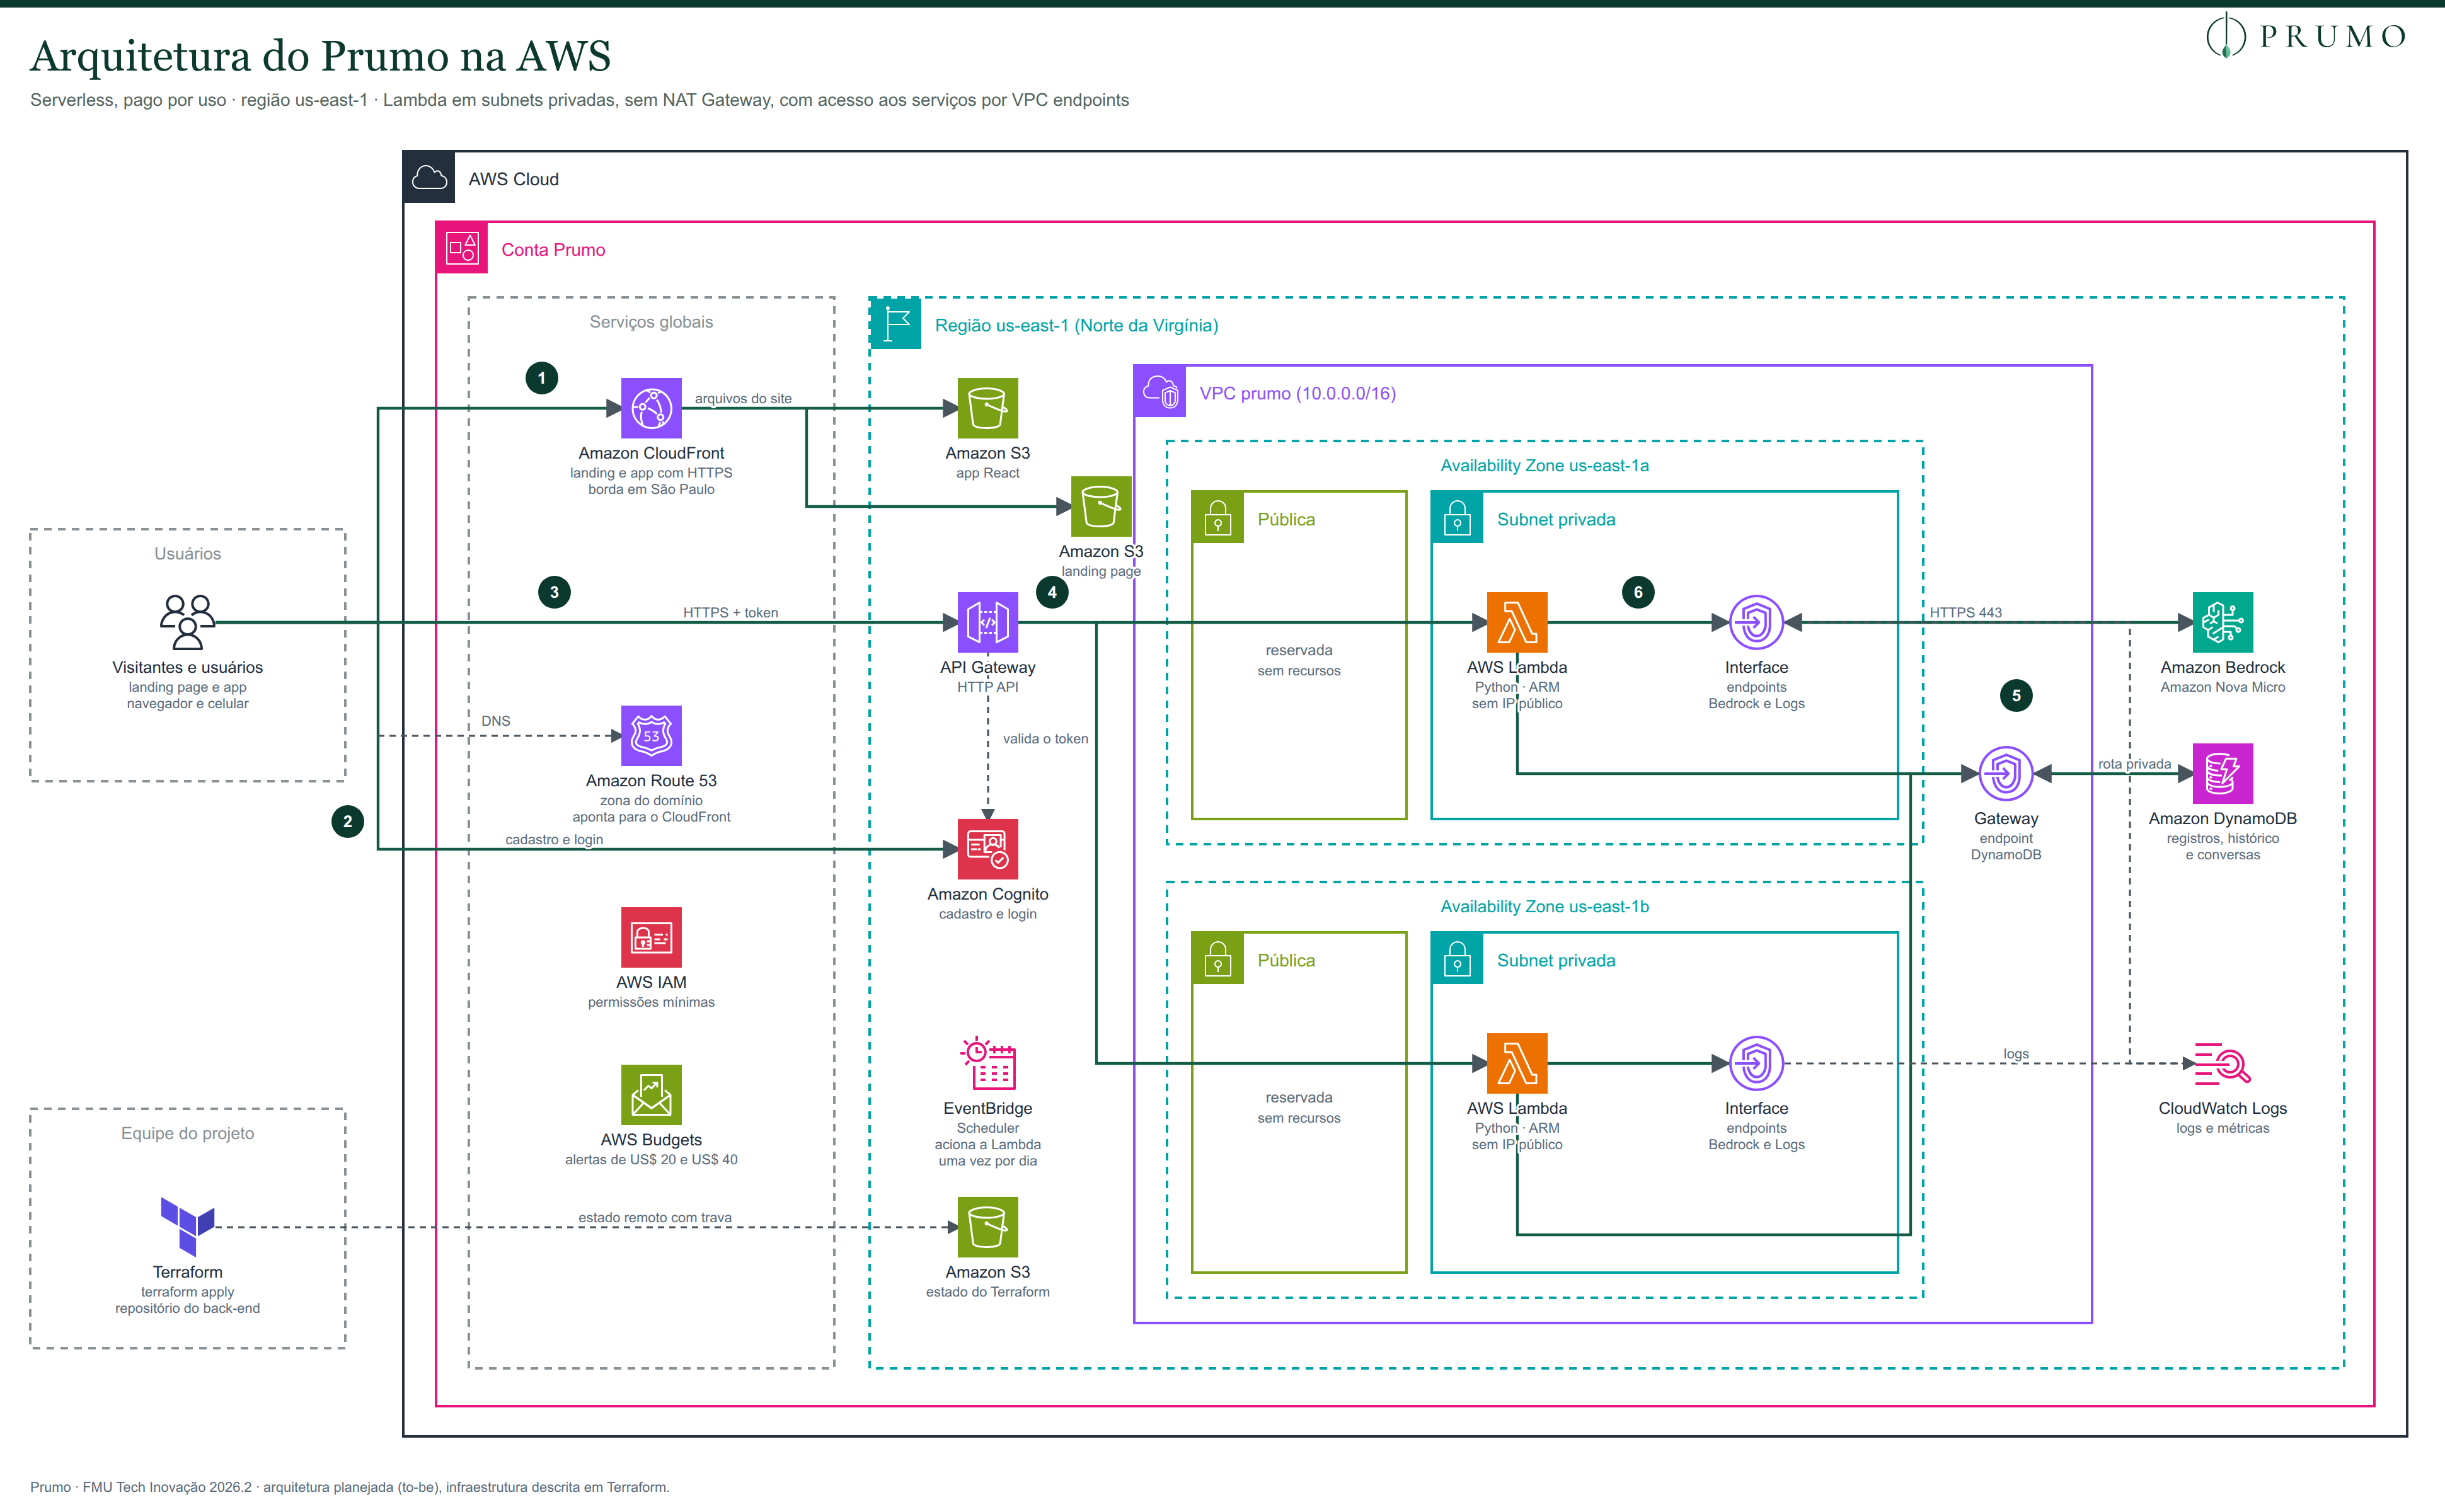 Arquitetura do Prumo na AWS
PRUMO
Serverless, pago por uso · região us-east-1 · Lambda em subnets privadas, sem NAT Gateway, com acesso aos serviços por VPC endpoints
AWS Cloud
Conta Prumo
Serviços globais
Região us-east-1 (Norte da Virgínia)
1
arquivos do site
Amazon CloudFront
landing e app com HTTPS
borda em São Paulo
Amazon S3
app React
Amazon S3
landing page
VPC prumo (10.0.0.0/16)
Availability Zone us-east-1a
Pública
reservada
sem recursos
Subnet privada
Usuários
Visitantes e usuários
landing page e app
navegador e celular
3
HTTPS + token
4
API Gateway
HTTP API
6
AWS Lambda
Python · ARM
sem IP público
Interface
endpoints
Bedrock e Logs
HTTPS 443
Amazon Bedrock
Amazon Nova Micro
5
DNS
53
Amazon Route 53
zona do domínio
aponta para o CloudFront
valida o token
Gateway
endpoint
DynamoDB
rota privada
Amazon DynamoDB
registros, histórico
e conversas
2
cadastro e login
Amazon Cognito
cadastro e login
AWS IAM
permissões mínimas
Availability Zone us-east-1b
Pública
reservada
sem recursos
Subnet privada
AWS Budgets
alertas de US$ 20 e US$ 40
EventBridge
Scheduler
aciona a Lambda
uma vez por dia
AWS Lambda
Python · ARM
sem IP público
Interface
endpoints
Bedrock e Logs
logs
CloudWatch Logs
logs e métricas
Equipe do projeto
Terraform
terraform apply
repositório do back-end
estado remoto com trava
Amazon S3
estado do Terraform
Prumo · FMU Tech Inovação 2026.2 · arquitetura planejada (to-be), infraestrutura descrita em Terraform.